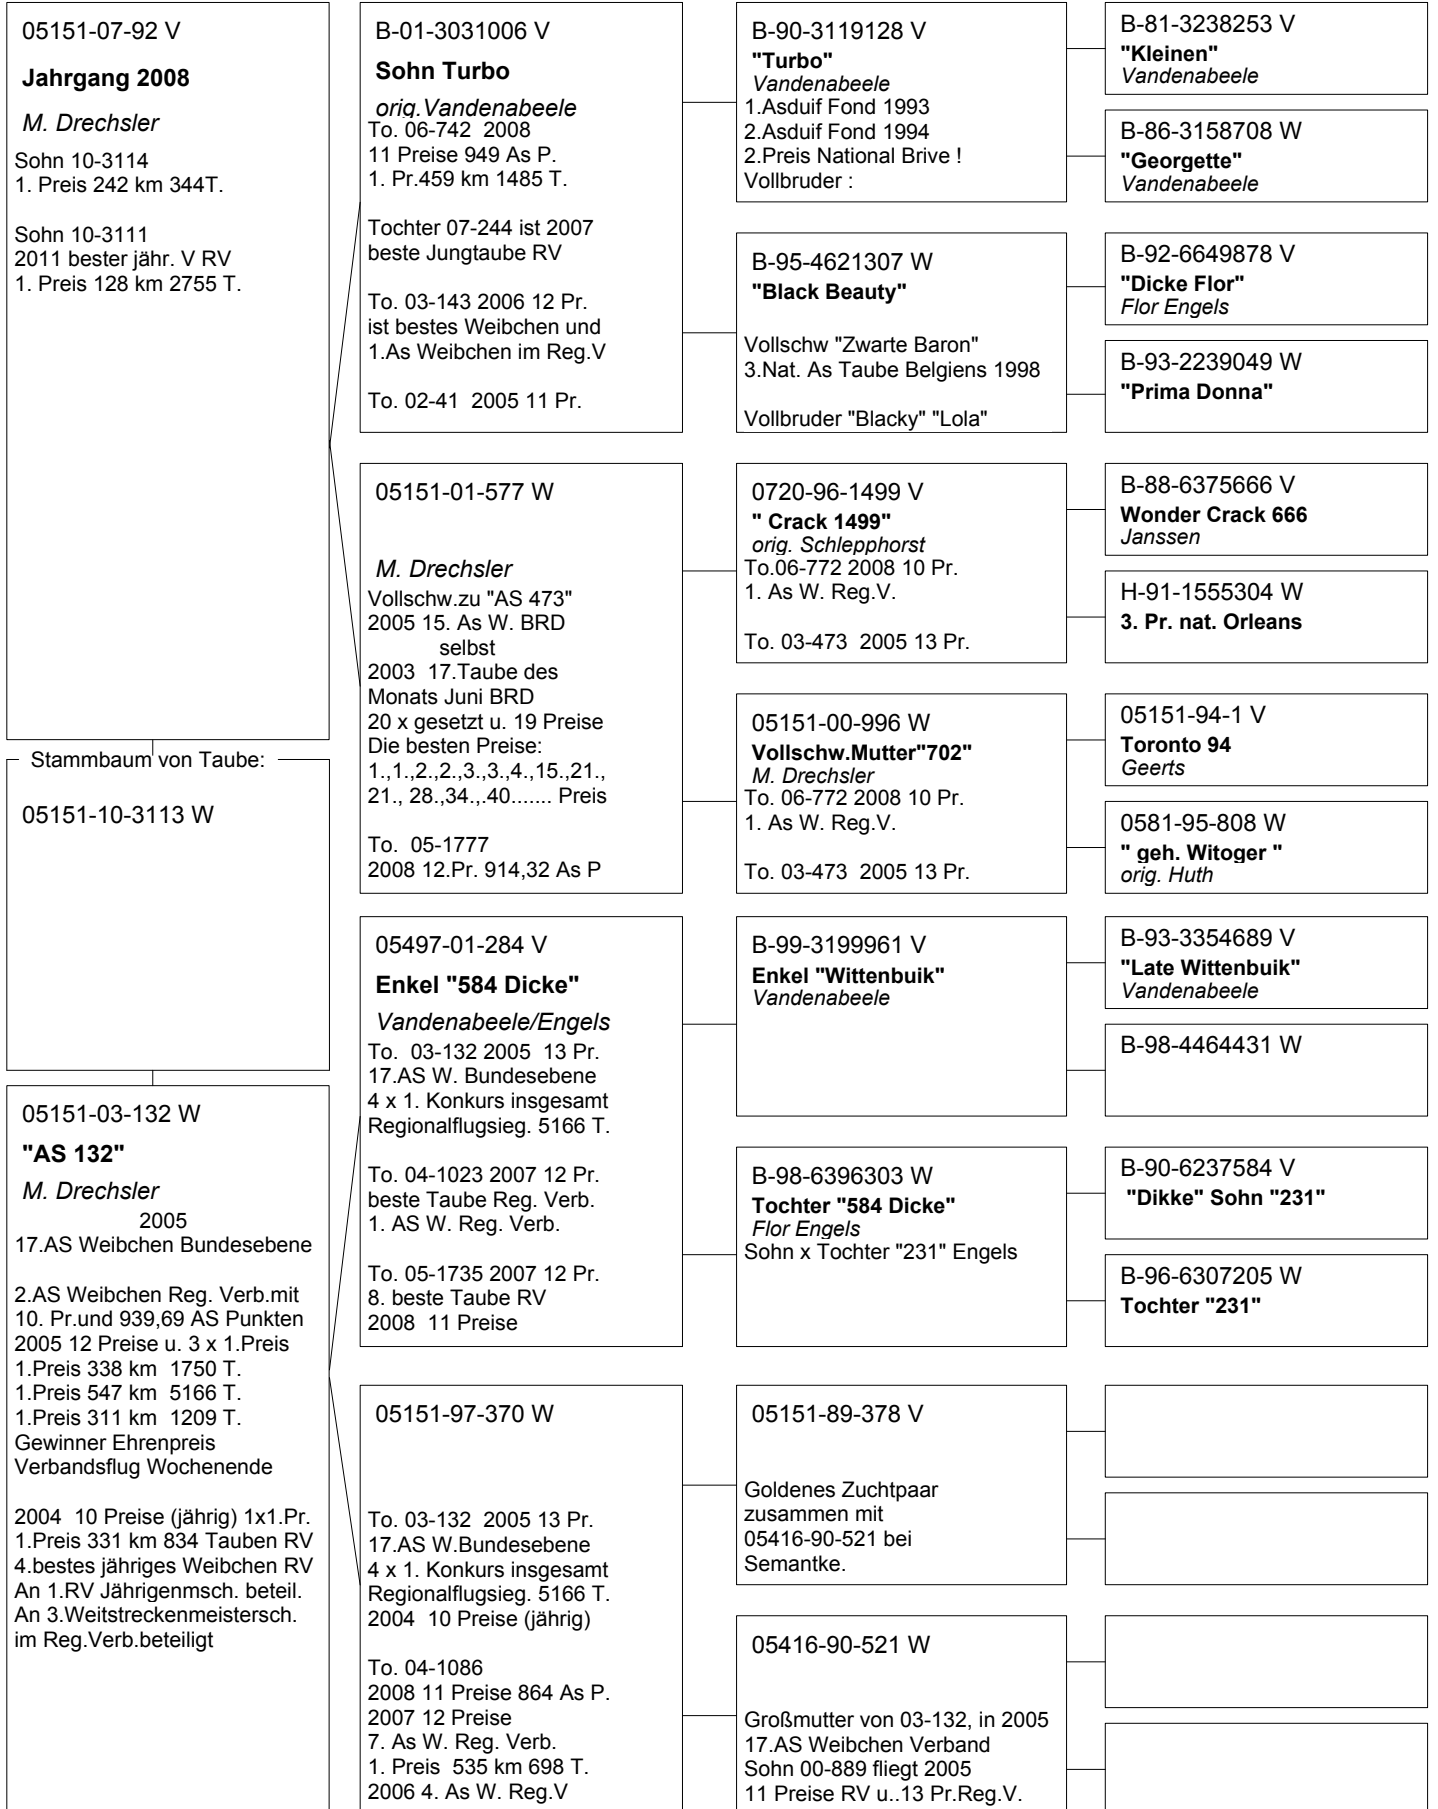 05151-07-92 V
Jahrgang 2008
M. Drechsler
Sohn 10-3114
1. Preis 242 km 344T.
Sohn 10-3111
2011 bester jähr. V RV
1. Preis 128 km 2755 T.
Stammbaum von Taube:
05151-10-3113 W
05151-03-132 W
"AS 132"
M. Drechsler
2005
17.AS Weibchen Bundesebene
2.AS Weibchen Reg. Verb.mit
10. Pr.und 939,69 AS Punkten
2005 12 Preise u. 3 x 1.Preis
1.Preis 338 km 1750 T.
1.Preis 547 km 5166 T.
1.Preis 311 km 1209 T.
Gewinner Ehrenpreis
Verbandsflug Wochenende
2004 10 Preise (jährig) 1x1.Pr.
1.Preis 331 km 834 Tauben RV
4.bestes jähriges Weibchen RV
An 1.RV Jährigenmsch. beteil.
An 3.Weitstreckenmeistersch.
im Reg.Verb.beteiligt
B-01-3031006 V
Sohn Turbo
orig.Vandenabeele
To. 06-742 2008
11 Preise 949 As P.
1. Pr.459 km 1485 T.
Tochter 07-244 ist 2007
beste Jungtaube RV
To. 03-143 2006 12 Pr.
ist bestes Weibchen und
1.As Weibchen im Reg.V
To. 02-41 2005 11 Pr.
05151-01-577 W
M. Drechsler
Vollschw.zu "AS 473"
2005 15. As W. BRD
selbst
2003 17.Taube des
Monats Juni BRD
20 x gesetzt u. 19 Preise
Die besten Preise:
1.,1.,2.,2.,3.,3.,4.,15.,21.,
21., 28.,34.,.40....... Preis
To. 05-1777
2008 12.Pr. 914,32 As P
05497-01-284 V
Enkel "584 Dicke"
Vandenabeele/Engels
To. 03-132 2005 13 Pr.
17.AS W. Bundesebene
4 x 1. Konkurs insgesamt
Regionalflugsieg. 5166 T.
To. 04-1023 2007 12 Pr.
beste Taube Reg. Verb.
1. AS W. Reg. Verb.
To. 05-1735 2007 12 Pr.
8. beste Taube RV
2008 11 Preise
05151-97-370 W
To. 03-132 2005 13 Pr.
17.AS W.Bundesebene
4 x 1. Konkurs insgesamt
Regionalflugsieg. 5166 T.
2004 10 Preise (jährig)
To. 04-1086
2008 11 Preise 864 As P.
2007 12 Preise
7. As W. Reg. Verb.
1. Preis 535 km 698 T.
2006 4. As W. Reg.V
B-90-3119128 V
"Turbo"
Vandenabeele
1.Asduif Fond 1993
2.Asduif Fond 1994
2.Preis National Brive !
Vollbruder :
B-95-4621307 W
"Black Beauty"
Vollschw "Zwarte Baron"
3.Nat. As Taube Belgiens 1998
Vollbruder "Blacky" "Lola"
0720-96-1499 V
" Crack 1499"
orig. Schlepphorst
To.06-772 2008 10 Pr.
1. As W. Reg.V.
To. 03-473 2005 13 Pr.
05151-00-996 W
Vollschw.Mutter"702"
M. Drechsler
To. 06-772 2008 10 Pr.
1. As W. Reg.V.
To. 03-473 2005 13 Pr.
B-99-3199961 V
Enkel "Wittenbuik"
Vandenabeele
B-98-6396303 W
Tochter "584 Dicke"
Flor Engels
Sohn x Tochter "231" Engels
05151-89-378 V
Goldenes Zuchtpaar
zusammen mit
05416-90-521 bei
Semantke.
05416-90-521 W
Großmutter von 03-132, in 2005
17.AS Weibchen Verband
Sohn 00-889 fliegt 2005
11 Preise RV u..13 Pr.Reg.V.
B-81-3238253 V
"Kleinen"
Vandenabeele
B-86-3158708 W
"Georgette"
Vandenabeele
B-92-6649878 V
"Dicke Flor"
Flor Engels
B-93-2239049 W
"Prima Donna"
B-88-6375666 V
Wonder Crack 666
Janssen
H-91-1555304 W
3. Pr. nat. Orleans
05151-94-1 V
Toronto 94
Geerts
0581-95-808 W
" geh. Witoger "
orig. Huth
B-93-3354689 V
"Late Wittenbuik"
Vandenabeele
B-98-4464431 W
B-90-6237584 V
"Dikke" Sohn "231"
B-96-6307205 W
Tochter "231"